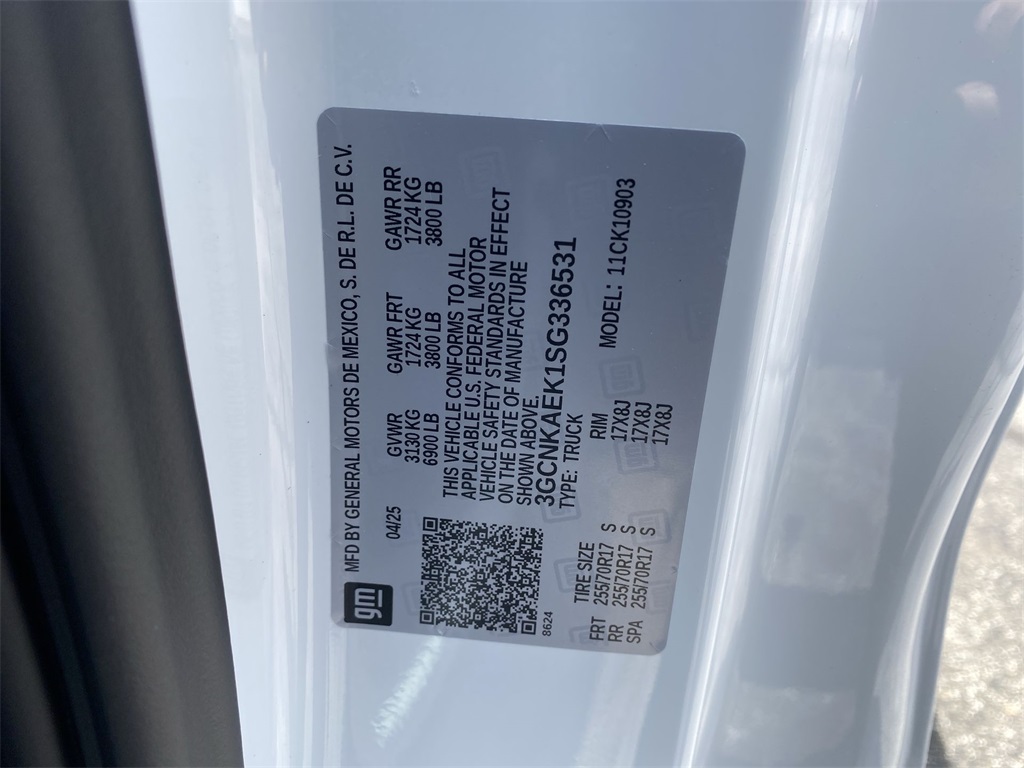 gm MFD BY GENERAL MOTORS DE MEXICO, S. DE R.L. DE C.V.
04/25 GVWR GAWR FRT GAWR RR
3130 KG 1724 KG 1724 KG
6900 LB 3800 LB 3800 LB
THIS VEHICLE CONFORMS TO ALL
APPLICABLE U.S. FEDERAL MOTOR
VEHICLE SAFETY STANDARDS IN EFFECT
ON THE DATE OF MANUFACTURE
SHOWN ABOVE.
3GCNKAEK1SG336531
8624 TYPE: TRUCK
TIRE SIZE RIM MODEL: 11CK10903
FRT 255/70R17 S 17X8J
RR 255/70R17 S 17X8J
SPA 255/70R17 S 17X8J